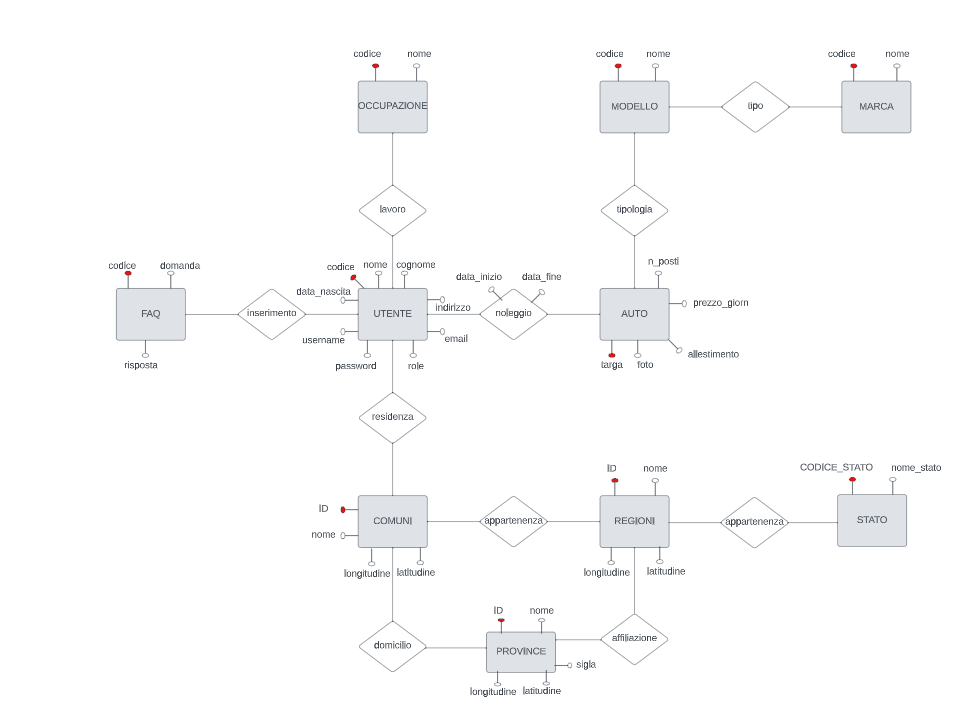 codice nome
codice nome
codice nome
OCCUPAZIONE
MODELLO
tipo
MARCA
lavoro
tipologia
codice domanda
codice nome cognome
data_inizio data_fine
n_posti
data_nascita
indirizzo
prezzo_giorn
FAQ
inserimento
UTENTE
noleggio
AUTO
username
email
allestimento
risposta
password role
targa foto
residenza
ID nome
CODICE_STATO nome_stato
ID
nome
COMUNI
appartenenza
REGIONI
appartenenza
STATO
longitudine latitudine
longitudine latitudine
ID nome
domicilio
PROVINCE
affiliazione
sigla
longitudine latitudine